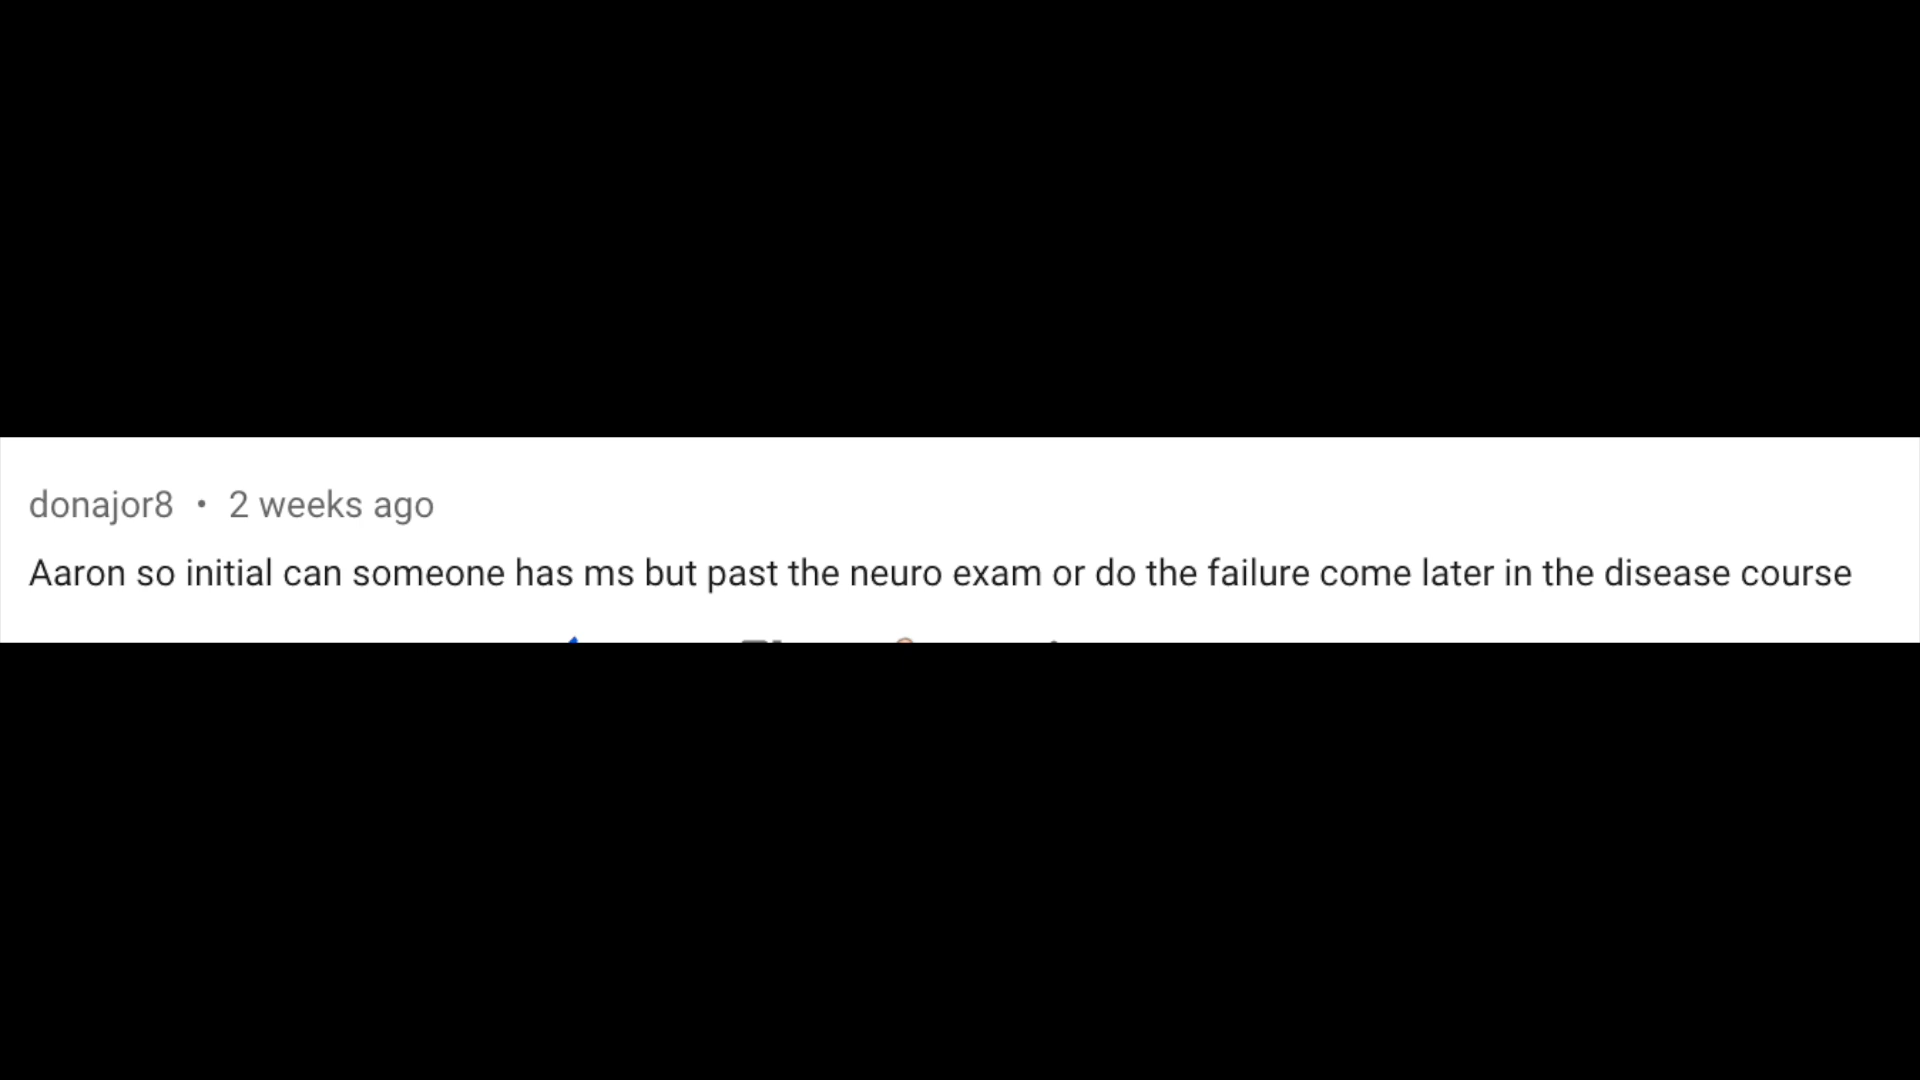 donajor8 • 2 weeks ago
Aaron so initial can someone has ms but past the neuro exam or do the failure come later in the disease course